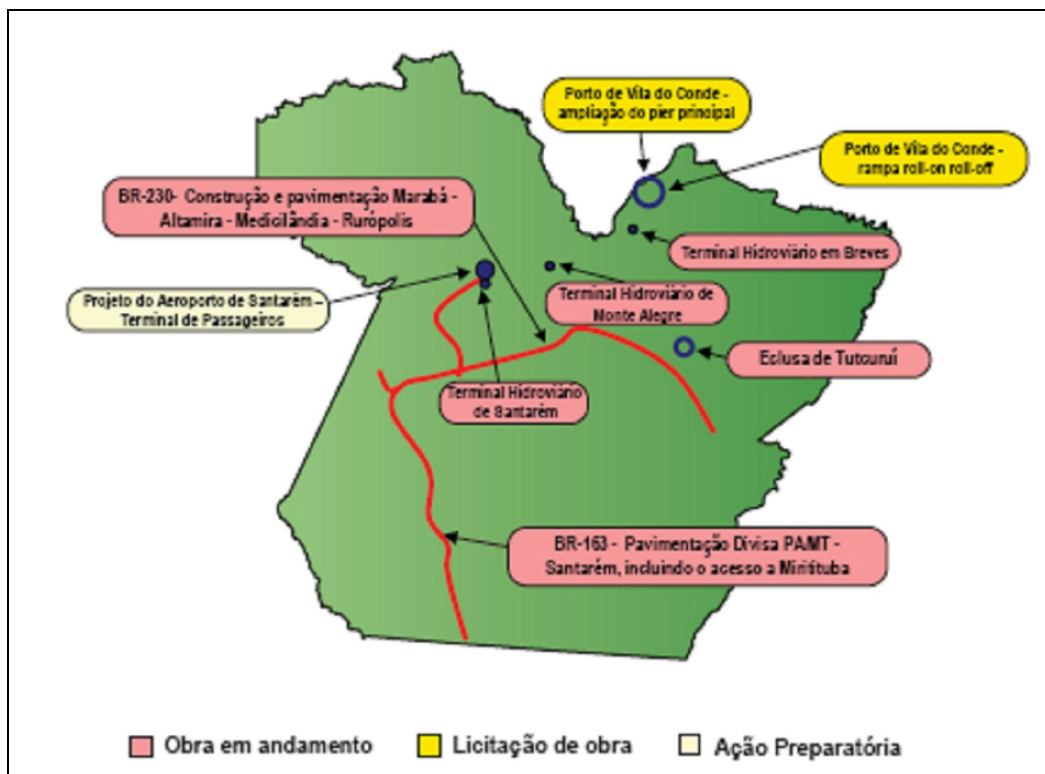 Porto de Vila do Conde -
ampliação do pier principal
Porto de Vila do Conde -
rampa roll-on roll-off
BR-230- Construção e pavimentação Marabá -
Altamira - Medicilândia - Rurópolis
Terminal Hidroviário em Breves
Projeto do Aeroporto de Santarém –
Terminal de Passageiros
Terminal Hidroviário de
Monte Alegre
Eslusa de Tutcuruí
Terminal Hidroviário
de Santarém
BR-163 - Pavimentação Divisa PA/MT -
Santarém, incluindo o acesso a Miritituba
Obra em andamento
Licitação de obra
Ação Preparatória